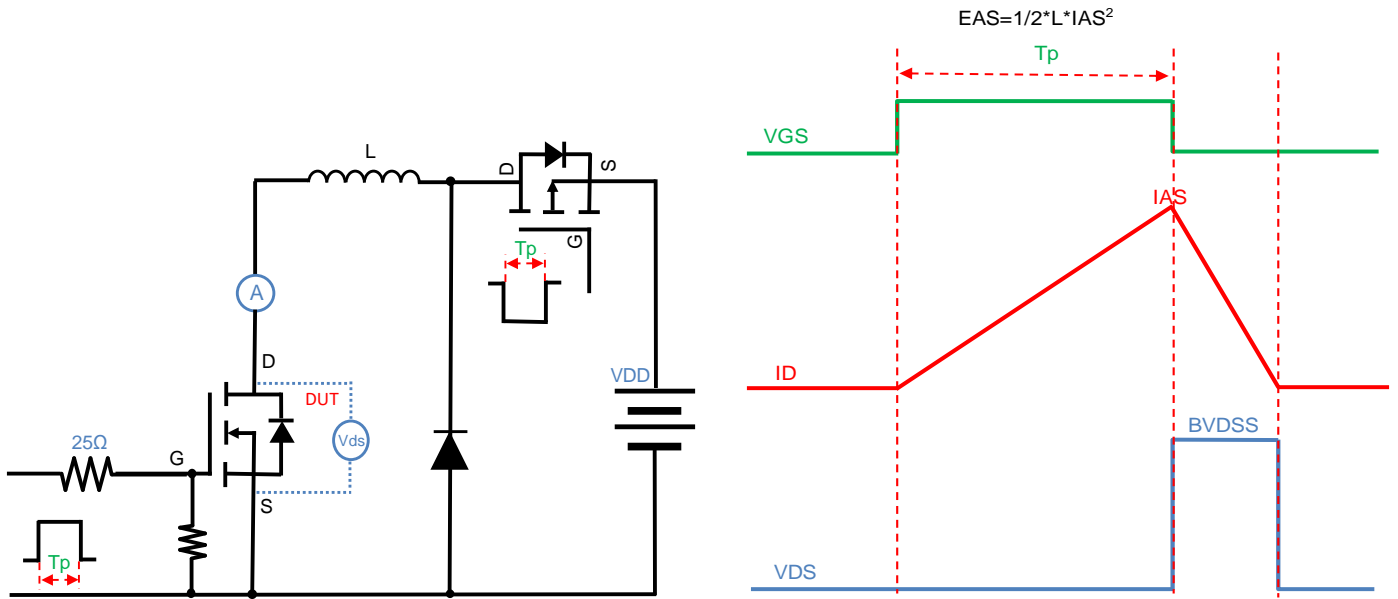 EAS=1/2*L*IAS²
Tp
VGS
L
D
S
G
Tp
IAS
A
D
VDD
ID
DUT
Vds
25Ω
G
S
BVDSS
Tp
VDS